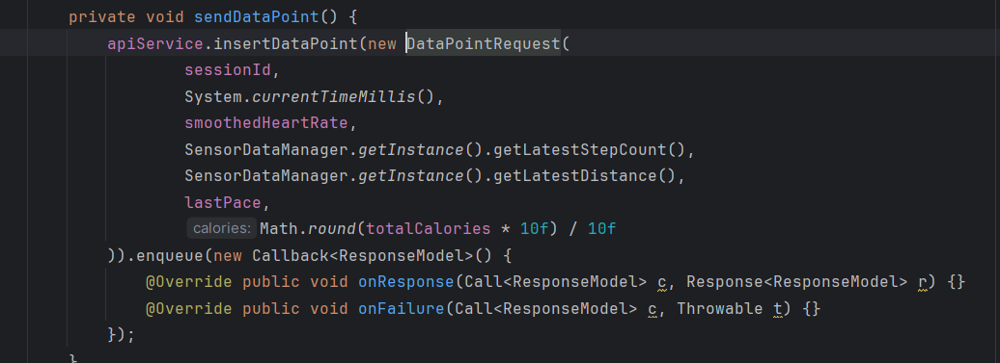 private void sendDataPoint() {
apiService.insertDataPoint(new DataPointRequest(
sessionId,
System.currentTimeMillis(),
smoothedHeartRate,
SensorDataManager.getInstance().getLatestStepCount(),
SensorDataManager.getInstance().getLatestDistance(),
lastPace,
calories: Math.round(totalCalories * 10f) / 10f
)).enqueue(new Callback<ResponseModel>() {
@Override public void onResponse(Call<ResponseModel> c, Response<ResponseModel> r) {}
@Override public void onFailure(Call<ResponseModel> c, Throwable t) {}
});
}